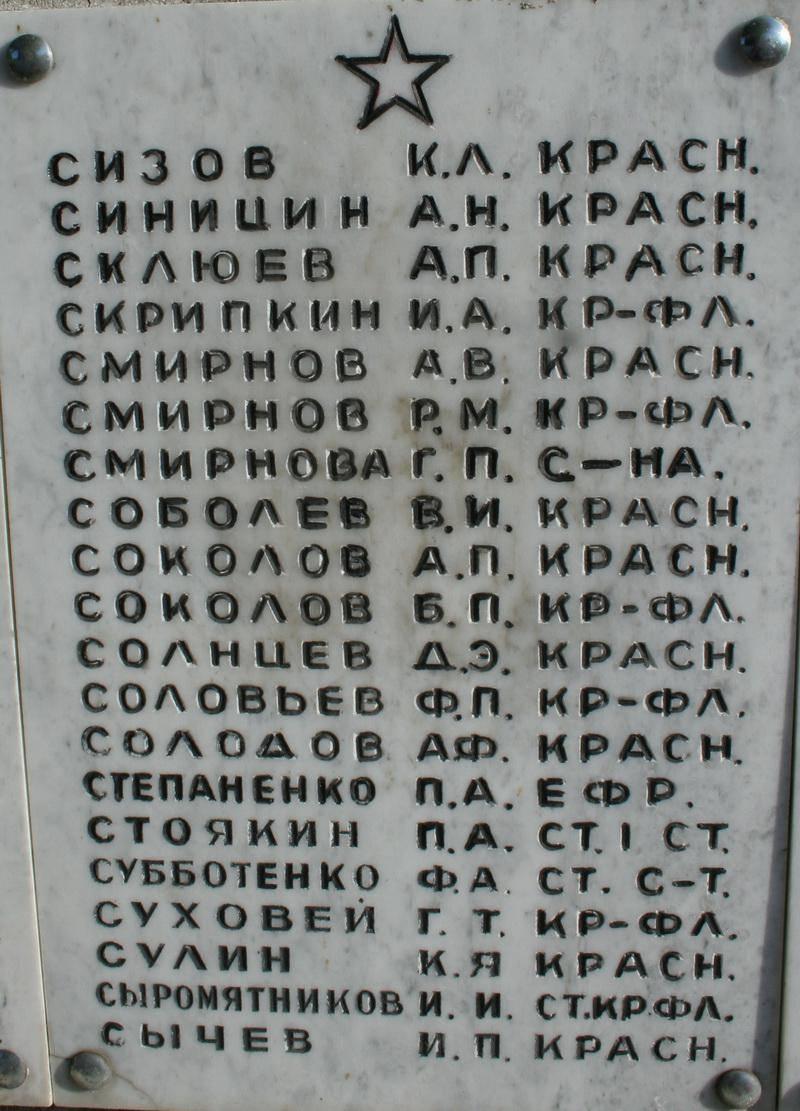 СИЗОВ К.Л. КРАСН.
СИНИЦИН А.Н. КРАСН.
СКЛЮЕВ А.П. КРАСН.
СКРИПКИН И.А. КР-ФЛ.
СМИРНОВ А.В. КРАСН.
СМИРНОВ Р.М. КР-ФЛ.
СМИРНОВА Г.П. С-НА.
СОБОЛЕВ В.И. КРАСН.
СОКОЛОВ А.П. КРАСН.
СОКОЛОВ Б.П. КР-ФЛ.
СОЛНЦЕВ Д.Э. КРАСН.
СОЛОВЬЕВ Ф.П. КР-ФЛ.
СОЛОДОВ А.Ф. КРАСН.
СТЕПАНЕНКО П.А. ЕФР.
СТОЯКИН П.А. СТ. I СТ.
СУББОТЕНКО Ф.А. СТ. С-Т.
СУХОВЕЙ Г. Т. КР-ФЛ.
СУЛИН К.Я КРАСН.
СЫРОМЯТНИКОВ И. И. СТ.КР.ФЛ.
СЫЧЕВ И.П. КРАСН.